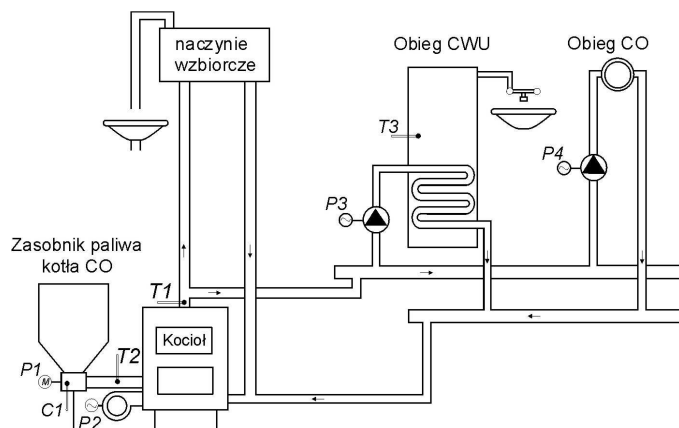 naczynie
wzbiorcze
Obieg CWU
Obieg CO
T3
P4
P3
Zasobnik paliwa
kotła CO
T1
Kocioł
T2
P1
M
C1
P2